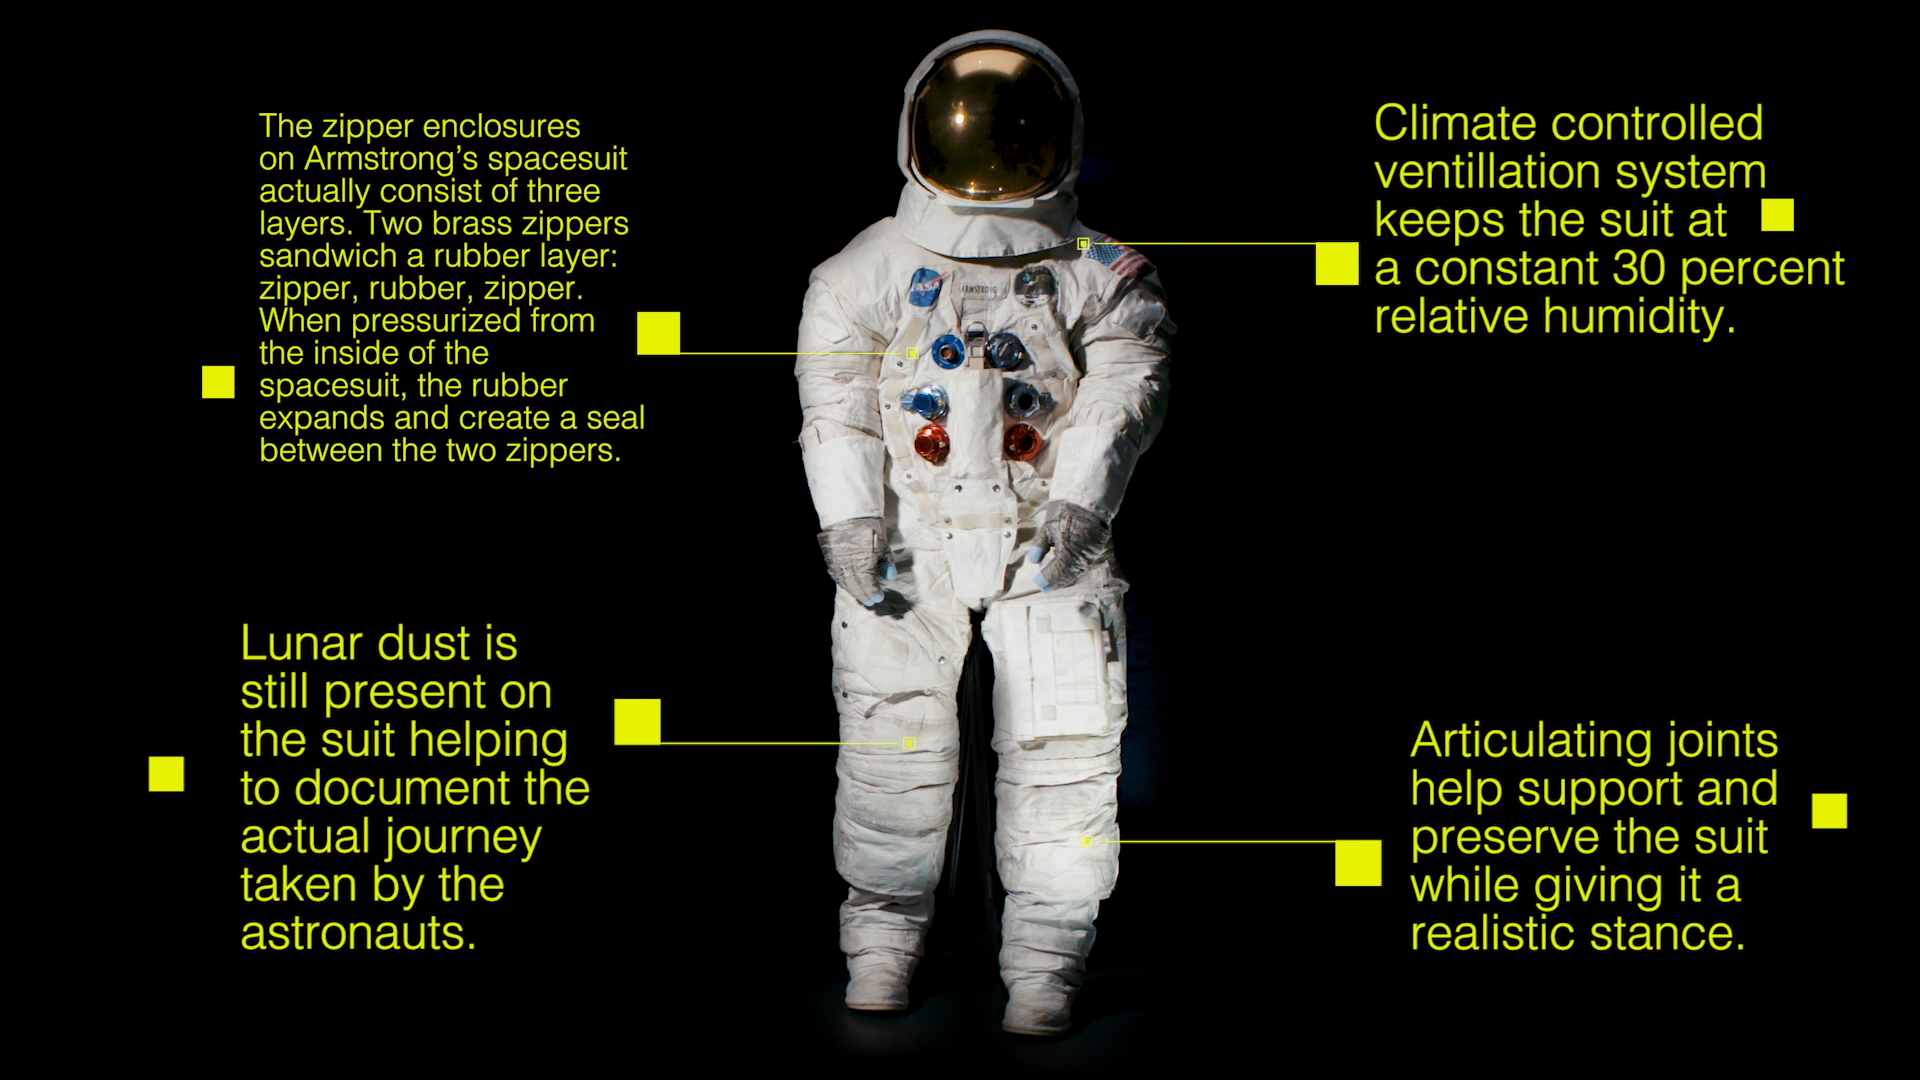 The zipper enclosures
on Armstrong’s spacesuit
actually consist of three
layers. Two brass zippers
sandwich a rubber layer:
zipper, rubber, zipper.
When pressurized from
the inside of the
spacesuit, the rubber
expands and create a seal
between the two zippers.
Climate controlled
ventillation system
keeps the suit at
a constant 30 percent
relative humidity.
NASA
ARMSTRONG
Lunar dust is
still present on
the suit helping
to document the
actual journey
taken by the
astronauts.
Articulating joints
help support and
preserve the suit
while giving it a
realistic stance.